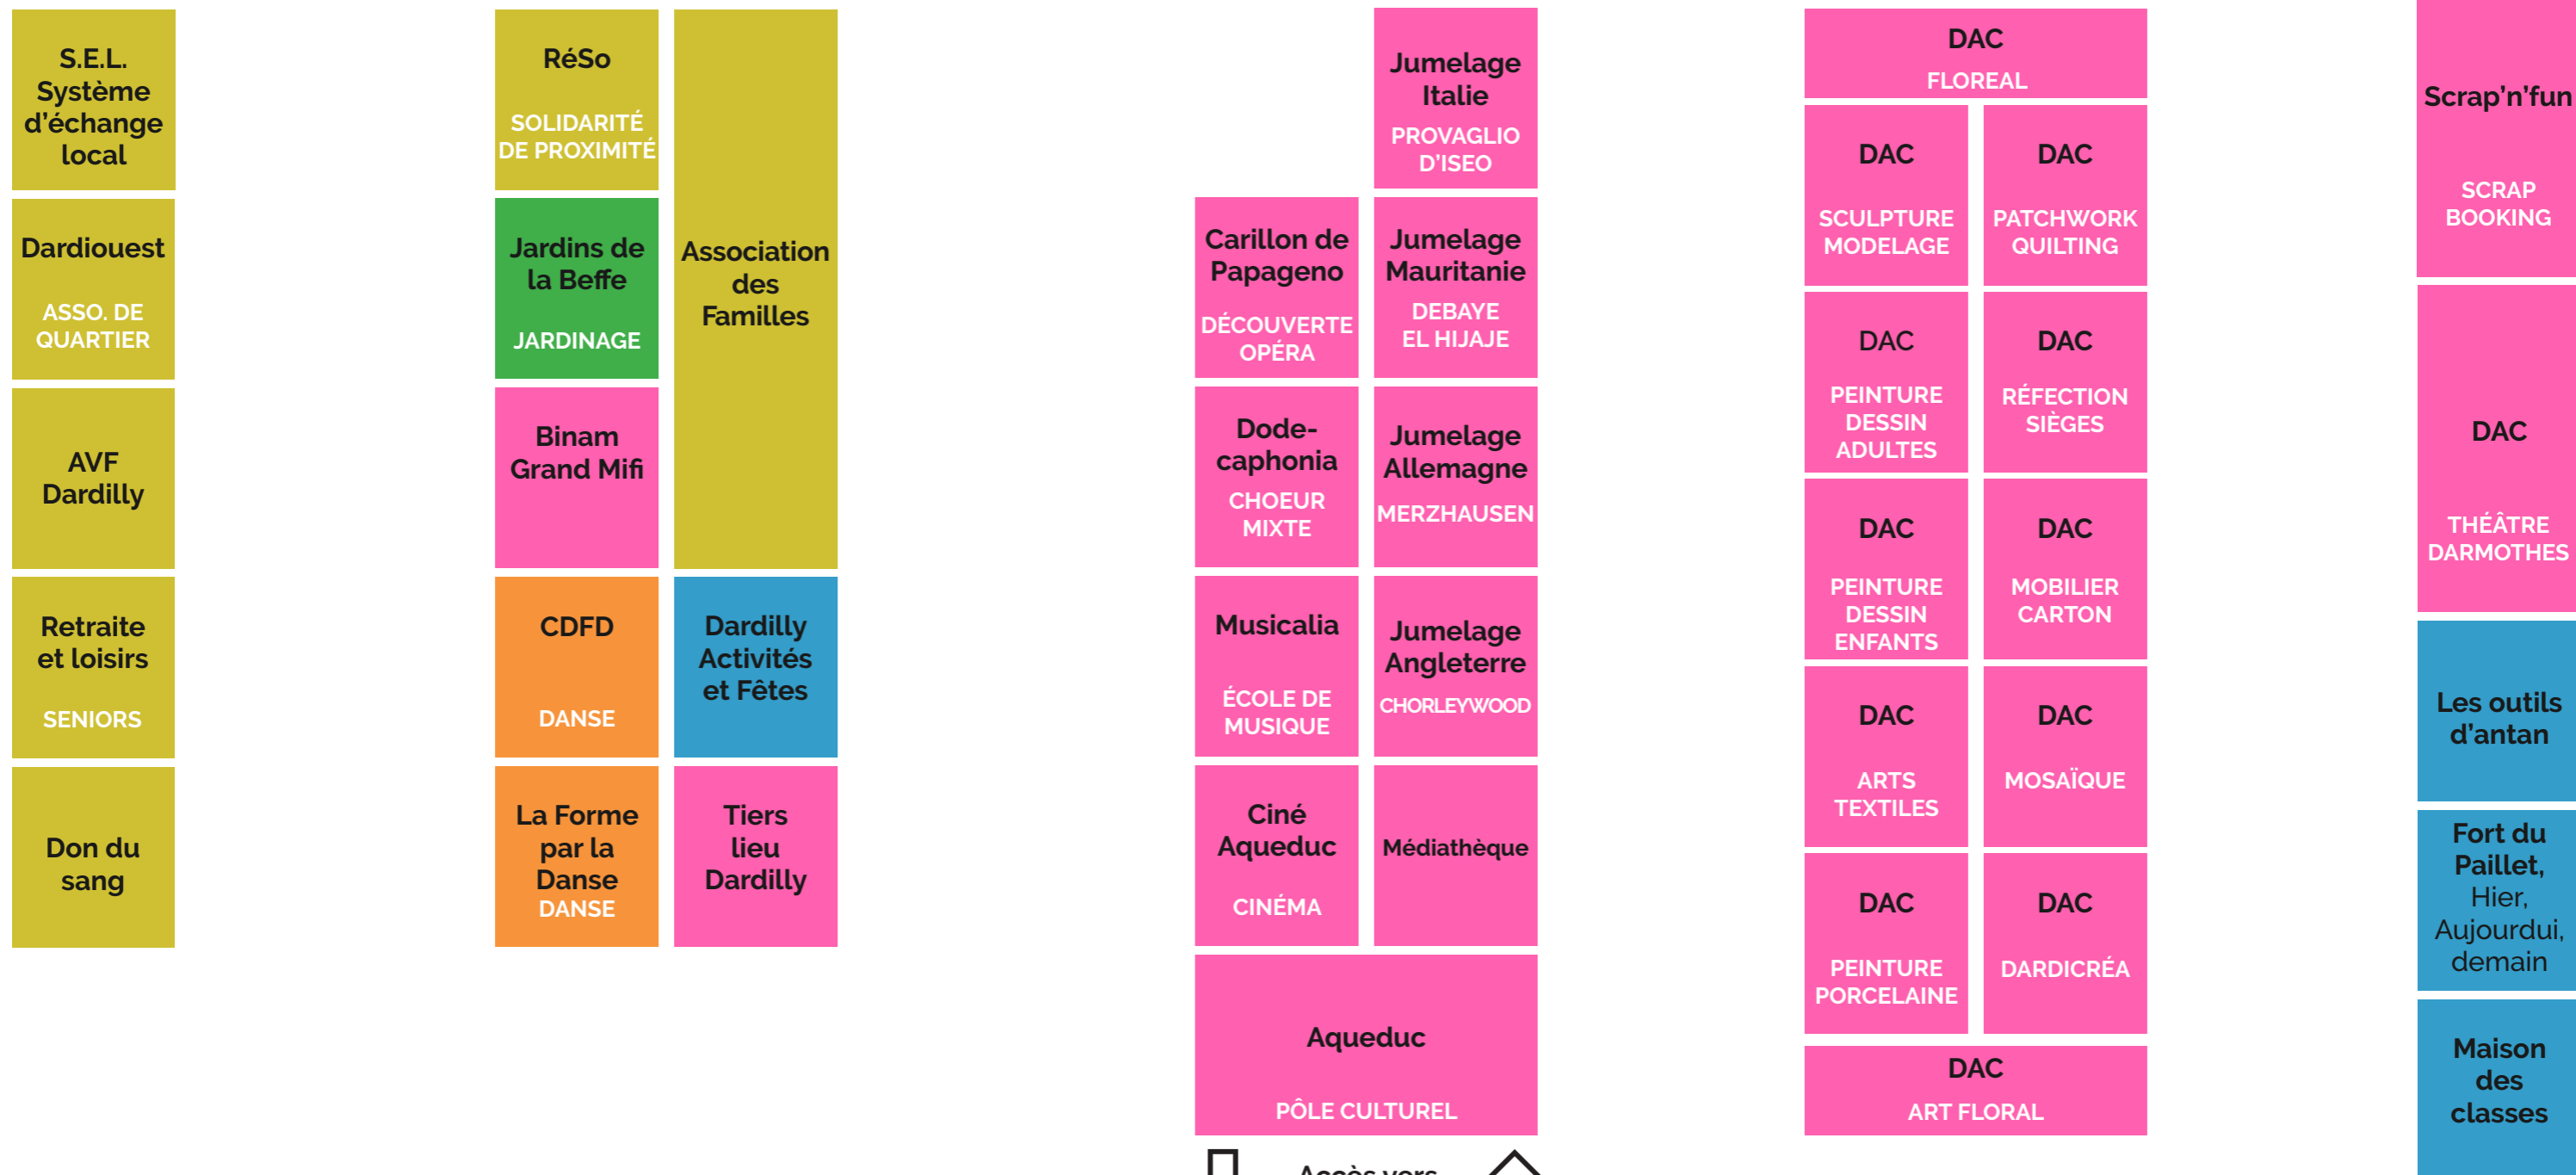 S.E.L.
Système
d'échange
local
Dardiouest
ASSO. DE
QUARTIER
AVF
Dardilly
Retraite
et loisirs
SENIORS
Don du
sang
RéSo
SOLIDARITÉ
DE PROXIMITÉ
Jardins de
la Beffe
JARDINAGE
Binam
Grand Mifi
CDFD
DANSE
La Forme
par la
Danse
DANSE
Association
des
Familles
Dardilly
Activités
et Fêtes
Tiers
lieu
Dardilly
Carillon de
Papageno
DÉCOUVERTE
OPÉRA
Dode-
caphonia
CHOEUR
MIXTE
Musicalia
ÉCOLE DE
MUSIQUE
Ciné
Aqueduc
CINÉMA
Jumelage
Italie
PROVAGLIO
D'ISEO
Jumelage
Mauritanie
DEBAYE
EL HIJAJE
Jumelage
Allemagne
MERZHAUSEN
Jumelage
Angleterre
CHORLEYWOOD
Médiathèque
Aqueduc
PÔLE CULTUREL
Accès vers
DAC
FLOREAL
DAC
SCULPTURE
MODELAGE
DAC
PATCHWORK
QUILTING
DAC
PEINTURE
DESSIN
ADULTES
DAC
RÉFECTION
SIÈGES
DAC
PEINTURE
DESSIN
ENFANTS
DAC
MOBILIER
CARTON
DAC
ARTS
TEXTILES
DAC
MOSAÏQUE
DAC
PEINTURE
PORCELAINE
DAC
DARDICRÉA
DAC
ART FLORAL
Scrap'n'fun
SCRAP
BOOKING
DAC
THÉÂTRE
DARMOTHES
Les outils
d'antan
Fort du
Paillet,
Hier,
Aujourdui,
demain
Maison
des
classes